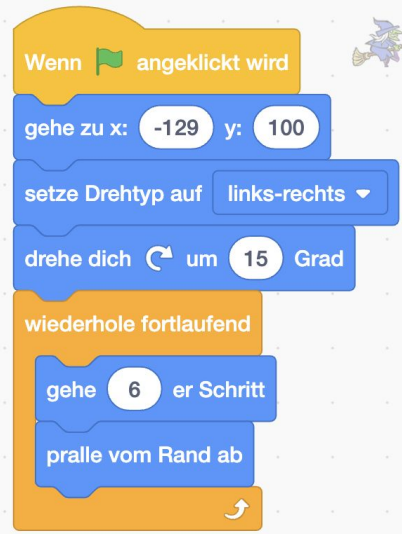 Wenn angeklickt wird
gehe zu x: -129 y: 100
setze Drehtyp auf links-rechts
drehe dich um 15 Grad
wiederhole fortlaufend
gehe 6 er Schritt
pralle vom Rand ab